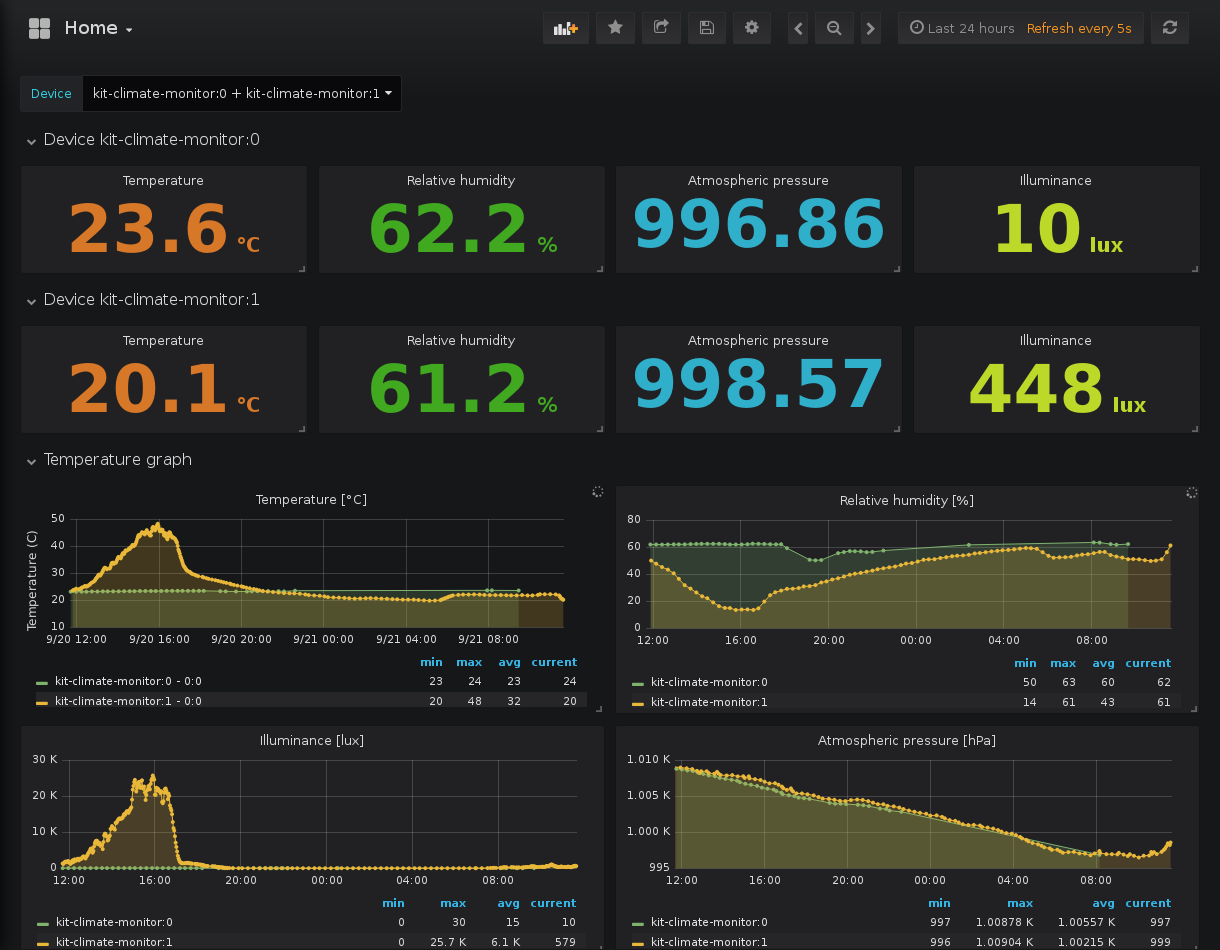 Home
Last 24 hours Refresh every 5s
Device kit-climate-monitor:0 + kit-climate-monitor:1
Device kit-climate-monitor:0
Temperature Relative humidity Atmospheric pressure Illuminance
23.6 °C 62.2 % 996.86 10 lux
Device kit-climate-monitor:1
Temperature Relative humidity Atmospheric pressure Illuminance
20.1 °C 61.2 % 998.57 448 lux
Temperature graph
Temperature [°C]
Temperature (C)
50
40
30
20
10
9/20 12:00 9/20 16:00 9/20 20:00 9/21 00:00 9/21 04:00 9/21 08:00
min max avg current
kit-climate-monitor:0 - 0:0 23 24 23 24
kit-climate-monitor:1 - 0:0 20 48 32 20
Relative humidity [%]
80
60
40
20
0
12:00 16:00 20:00 00:00 04:00 08:00
min max avg current
kit-climate-monitor:0 50 63 60 62
kit-climate-monitor:1 14 61 43 61
Illuminance [lux]
30 K
20 K
10 K
0
12:00 16:00 20:00 00:00 04:00 08:00
min max avg current
kit-climate-monitor:0 0 30 15 10
kit-climate-monitor:1 0 25.7 K 6.1 K 579
Atmospheric pressure [hPa]
1.010 K
1.005 K
1.000 K
995
12:00 16:00 20:00 00:00 04:00 08:00
min max avg current
kit-climate-monitor:0 997 1.00878 K 1.00557 K 997
kit-climate-monitor:1 996 1.00904 K 1.00215 K 999